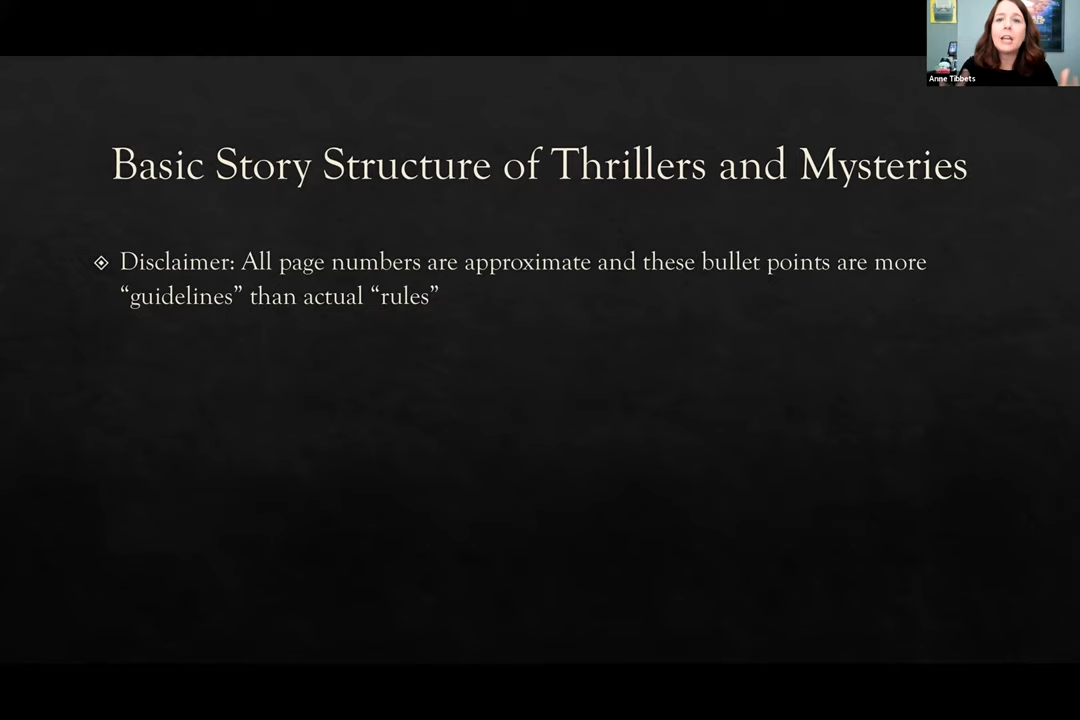 Anne Tibbets
Basic Story Structure of Thrillers and Mysteries
Disclaimer: All page numbers are approximate and these bullet points are more
“guidelines” than actual “rules”